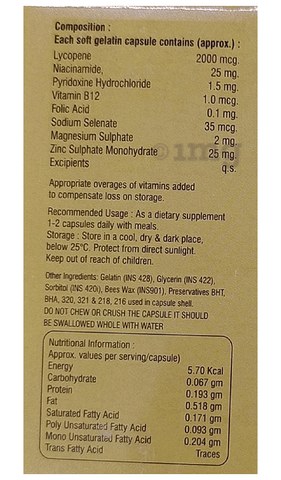 Composition :
Each soft gelatin capsule contains (approx.) :
Lycopene 2000 mcg.
Niacinamide, 25 mg.
Pyridoxine Hydrochloride 1.5 mg.
Vitamin B12 1.0 mcg.
Folic Acid 0.1 mg.
Sodium Selenate 35 mcg.
Magnesium Sulphate 2 mg.
Zinc Sulphate Monohydrate 25 mg.
Excipients q.s.
1mg
Appropriate overages of vitamins added
to compensate loss on storage.
Recommended Usage : As a dietary supplement
1-2 capsules daily with meals.
Storage : Store in a cool, dry & dark place,
below 25°C. Protect from direct sunlight.
Keep out of reach of children.
Other Ingredients: Gelatin (INS 428), Glycerin (INS 422),
Sorbitol (INS 420i), Bees Wax (INS901), Preservatives BHT,
BHA, 320, 321 & 218, 216 used in capsule shell.
DO NOT CHEW OR CRUSH THE CAPSULE IT SHOULD
BE SWALLOWED WHOLE WITH WATER
Nutritional Information :
Approx. values per serving/capsule)
Energy 5.70 Kcal
Carbohydrate 0.067 gm
Protein 0.193 gm
Fat 0.518 gm
Saturated Fatty Acid 0.171 gm
Poly Unsaturated Fatty Acid 0.093 gm
Mono Unsaturated Fatty Acid 0.204 gm
Trans Fatty Acid Traces